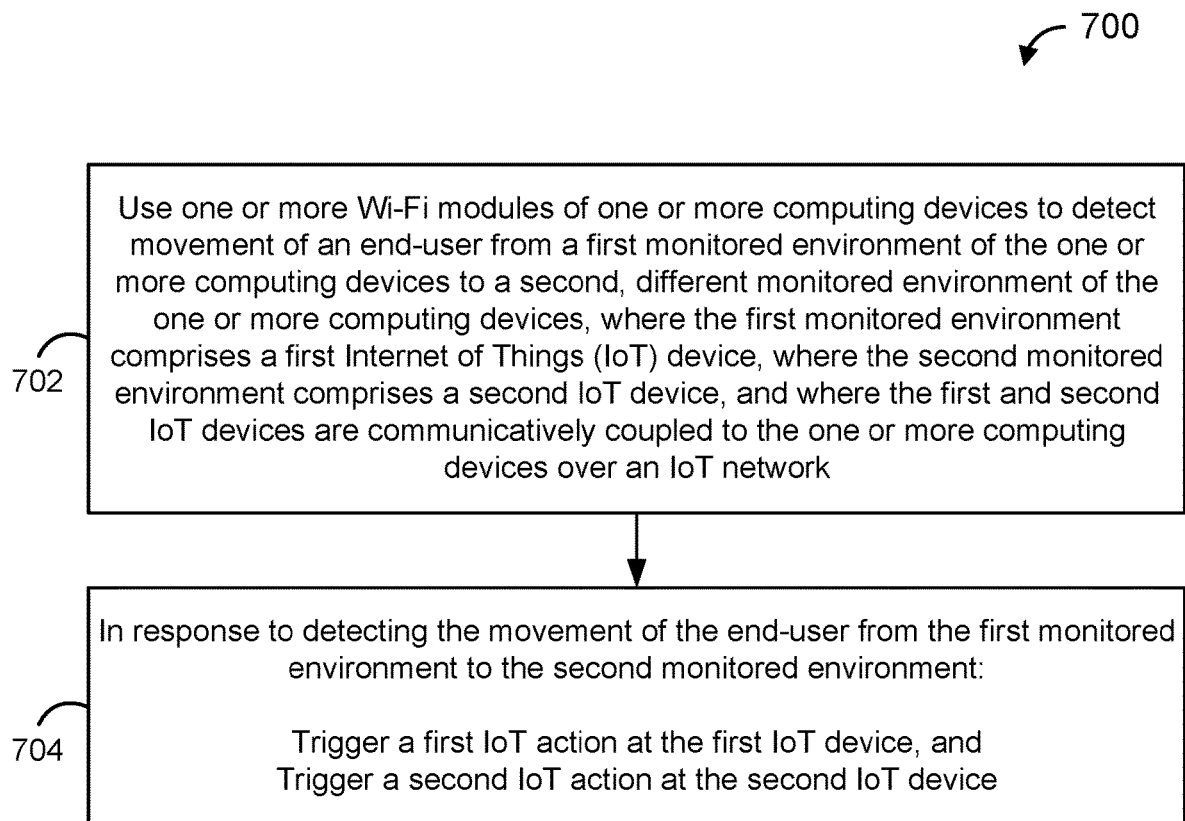 700
Use one or more Wi-Fi modules of one or more computing devices to detect
movement of an end-user from a first monitored environment of the one or
more computing devices to a second, different monitored environment of the
one or more computing devices, where the first monitored environment
comprises a first Internet of Things (IoT) device, where the second monitored
environment comprises a second IoT device, and where the first and second
IoT devices are communicatively coupled to the one or more computing
devices over an IoT network
702
In response to detecting the movement of the end-user from the first monitored
environment to the second monitored environment:
Trigger a first IoT action at the first IoT device, and
Trigger a second IoT action at the second IoT device
704